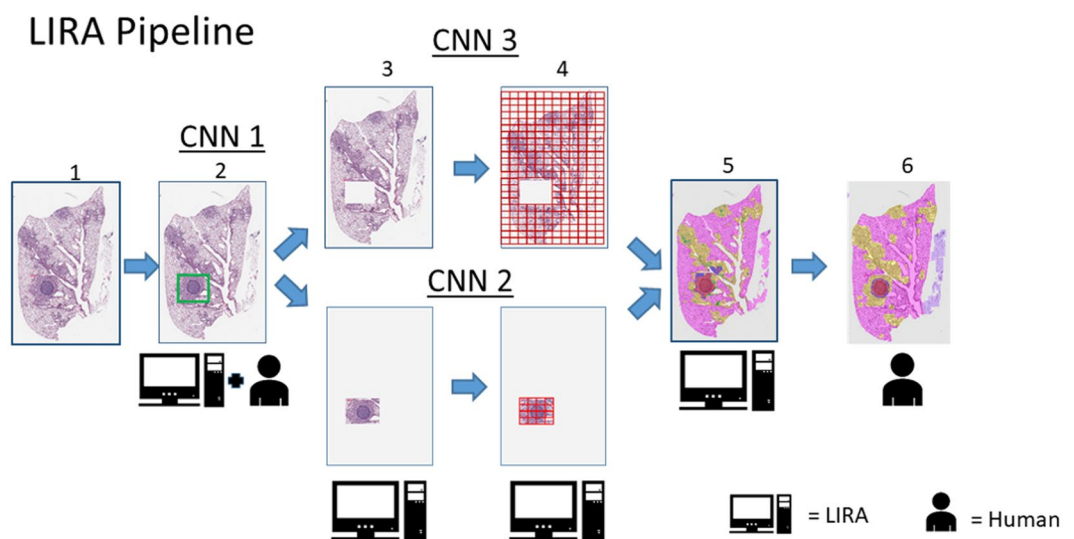 LIRA Pipeline
CNN 3
3
4
CNN 1
1
2
5
6
CNN 2
= LIRA
= Human